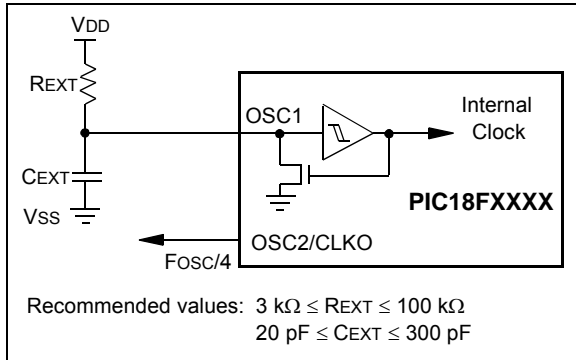 VDD
REXT
OSC1
Internal
Clock
CEXT
PIC18FXXXX
VSS
OSC2/CLKO
FOSC/4
Recommended values: 3 kΩ ≤ REXT ≤ 100 kΩ
20 pF ≤ CEXT ≤ 300 pF